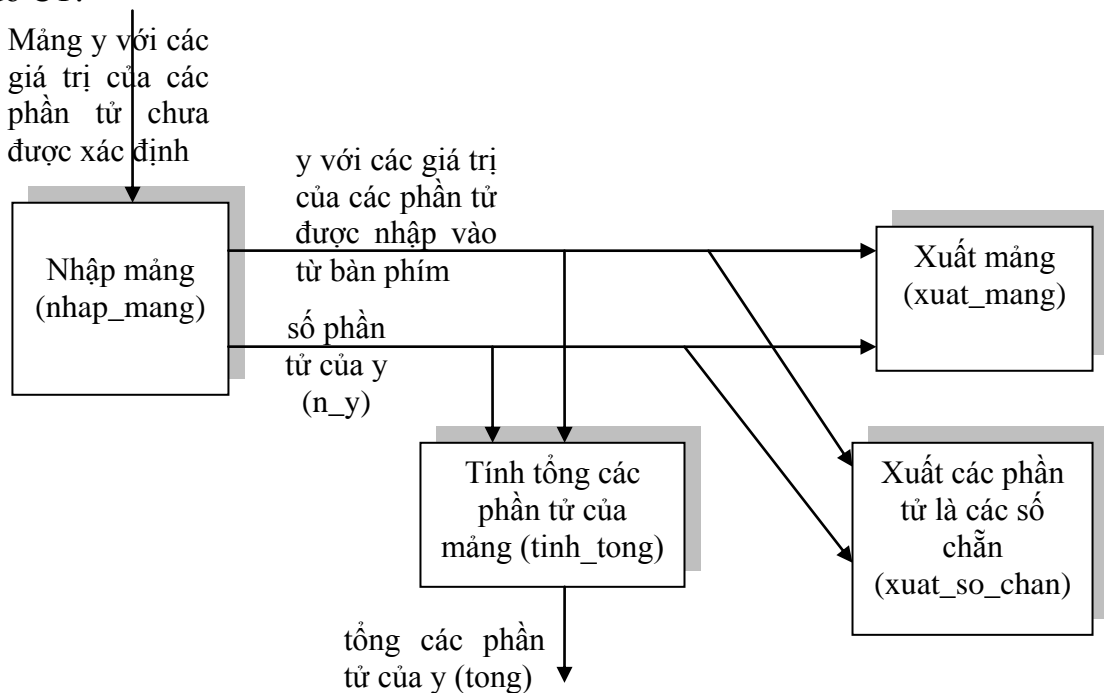 Mảng y với các
giá trị của các
phần tử chưa
được xác định
y với các giá trị
của các phần tử
được nhập vào
từ bàn phím
Nhập mảng
(nhap_mang)
Xuất mảng
(xuat_mang)
số phần
tử của y
(n_y)
Tính tổng các
phần tử của
mảng (tinh_tong)
Xuất các phần
tử là các số
chẵn
(xuat_so_chan)
tổng các phần
tử của y (tong)